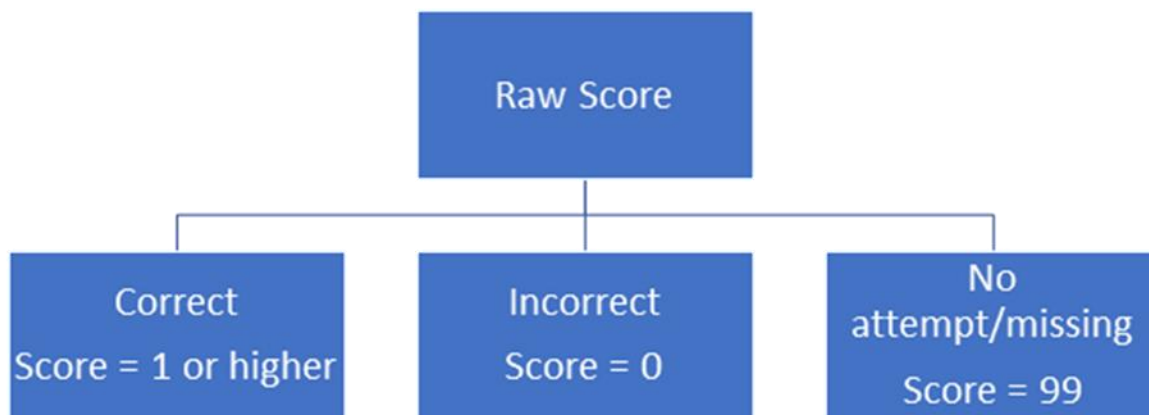 Raw Score
Correct
Score = 1 or higher
Incorrect
Score = 0
No
attempt/missing
Score = 99